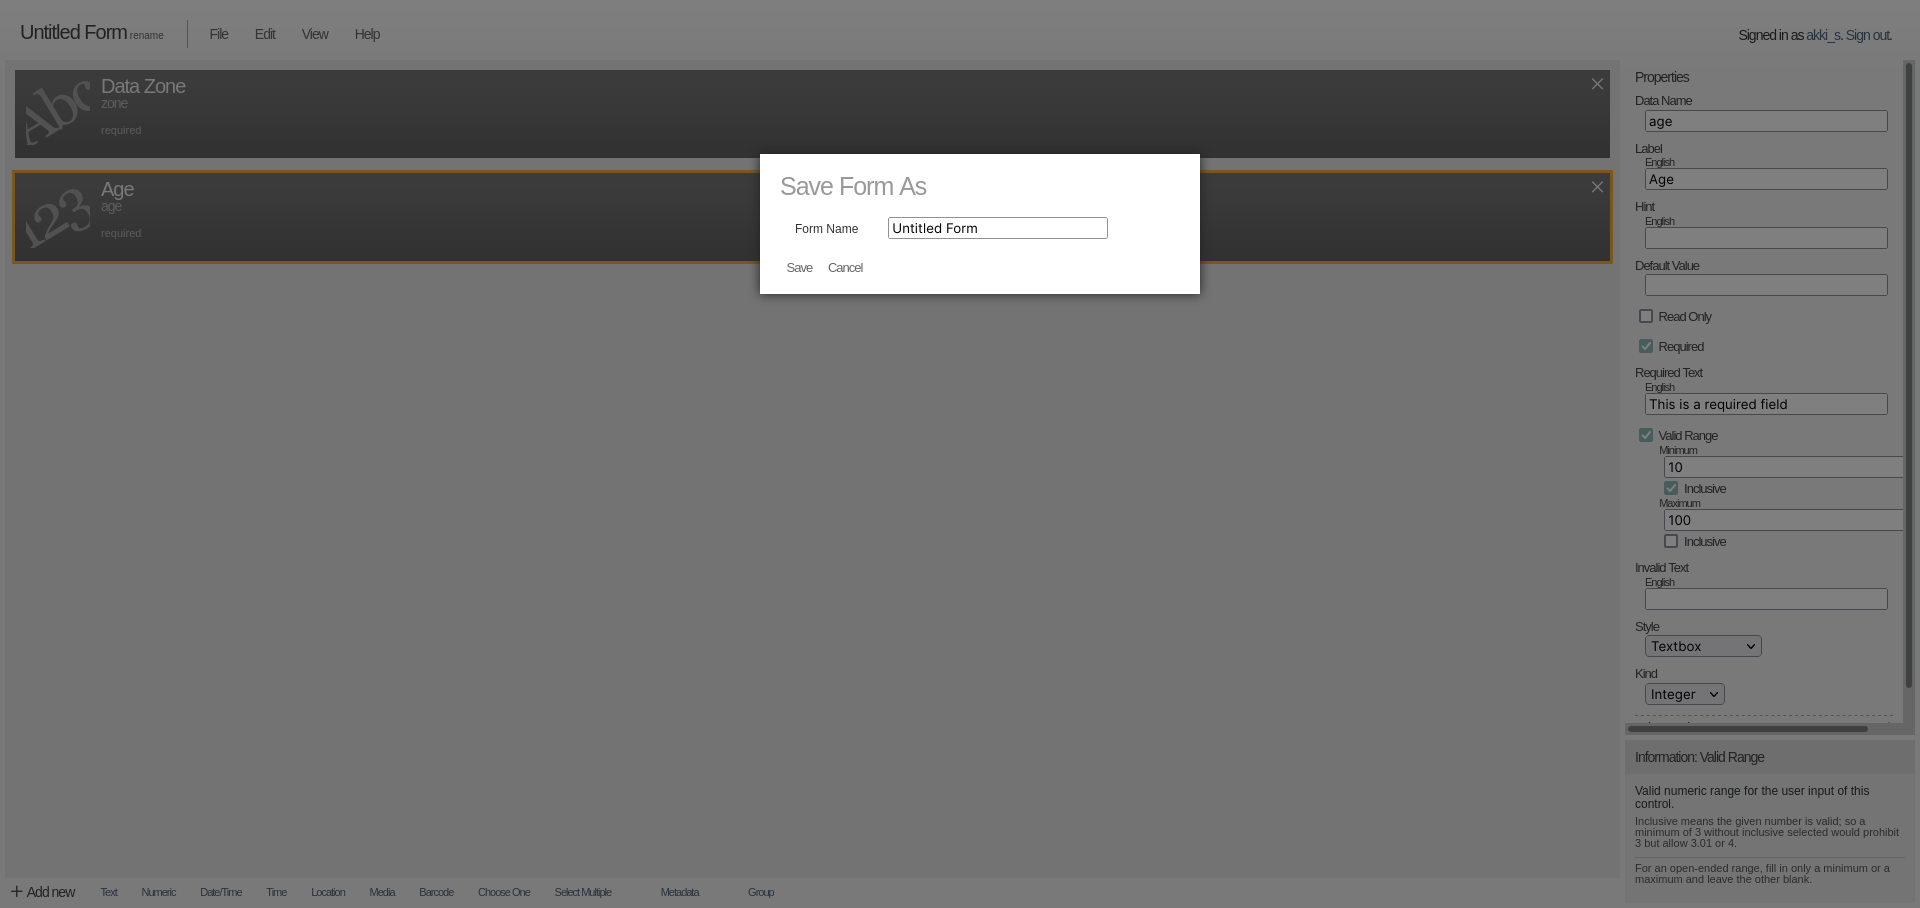 Untitled Form rename
File Edit View Help
Signed in as akki_s. Sign out.
Abc
Data Zone
zone
required
123
Age
age
required
Save Form As
Form Name Untitled Form
Save Cancel
Properties
Data Name
age
Label
English
Age
Hint
English
Default Value
Read Only
Required
Required Text
English
This is a required field
Valid Range
Minimum
10
Inclusive
Maximum
100
Inclusive
Invalid Text
English
Style
Textbox
Kind
Integer
Information: Valid Range
Valid numeric range for the user input of this
control.
Inclusive means the given number is valid; so a
minimum of 3 without inclusive selected would prohibit
3 but allow 3.01 or 4.
For an open-ended range, fill in only a minimum or a
maximum and leave the other blank.
+ Add new Text Numeric Date/Time Time Location Media Barcode Choose One Select Multiple Metadata Group